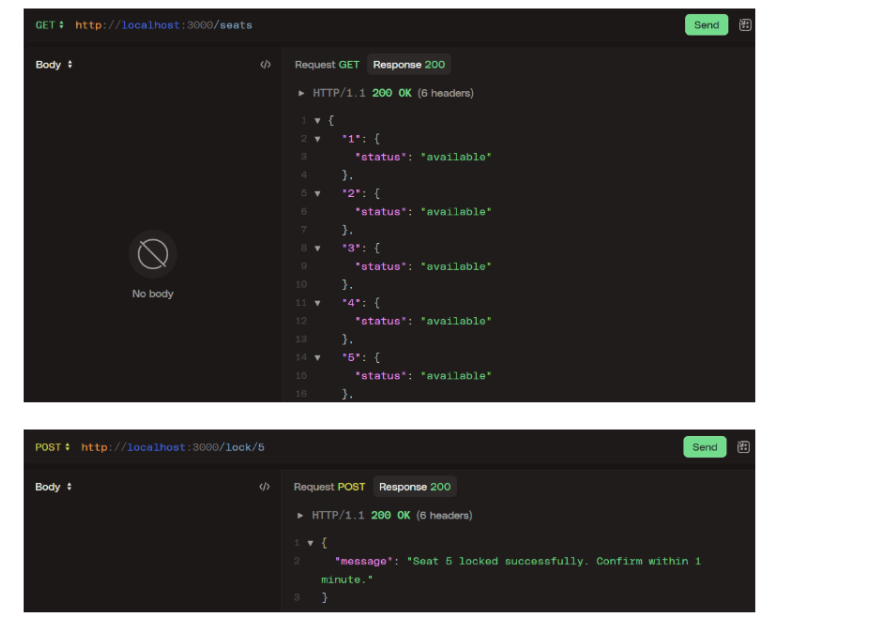 GET http://localhost:3000/seats Send
Body </> Request GET Response 200
HTTP/1.1 200 OK (6 headers)
1 {
2 "1": {
3 "status": "available"
4 },
5 "2": {
6 "status": "available"
7 },
8 "3": {
9 "status": "available"
10 },
11 "4": {
12 "status": "available"
13 },
14 "5": {
15 "status": "available"
16 },
No body
POST http://localhost:3000/lock/5 Send
Body </> Request POST Response 200
HTTP/1.1 200 OK (6 headers)
1 {
2 "message": "Seat 5 locked successfully. Confirm within 1
minute."
3 }